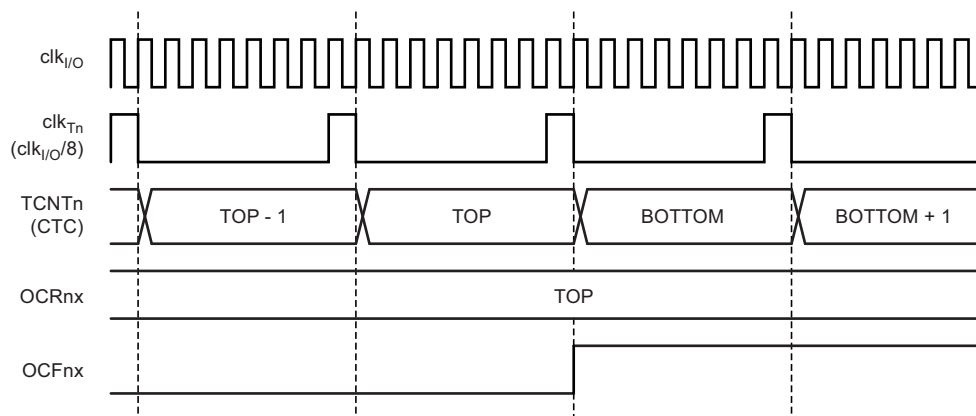 clkI/O
clkTn
(clkI/O/8)
TCNTn
(CTC)
TOP - 1
TOP
BOTTOM
BOTTOM + 1
OCRnx
TOP
OCFnx